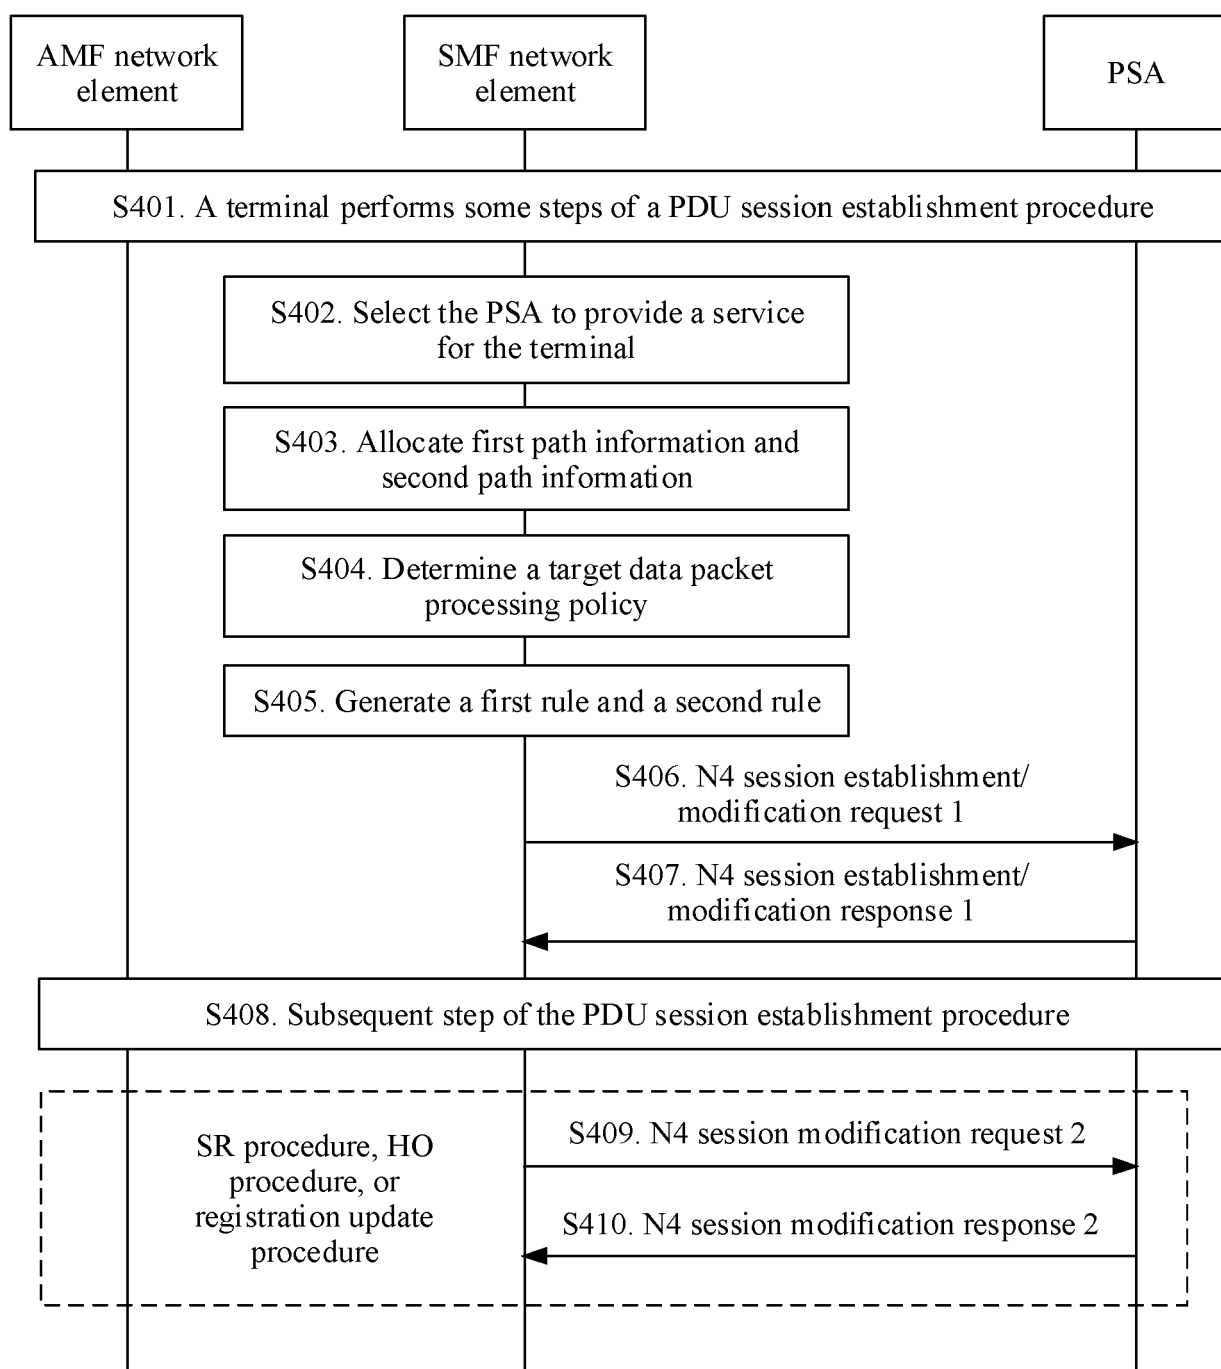 AMF network
element
SMF network
element
PSA
S401. A terminal performs some steps of a PDU session establishment procedure
S402. Select the PSA to provide a service
for the terminal
S403. Allocate first path information and
second path information
S404. Determine a target data packet
processing policy
S405. Generate a first rule and a second rule
S406. N4 session establishment/
modification request 1
S407. N4 session establishment/
modification response 1
S408. Subsequent step of the PDU session establishment procedure
SR procedure, HO
procedure, or
registration update
procedure
S409. N4 session modification request 2
S410. N4 session modification response 2